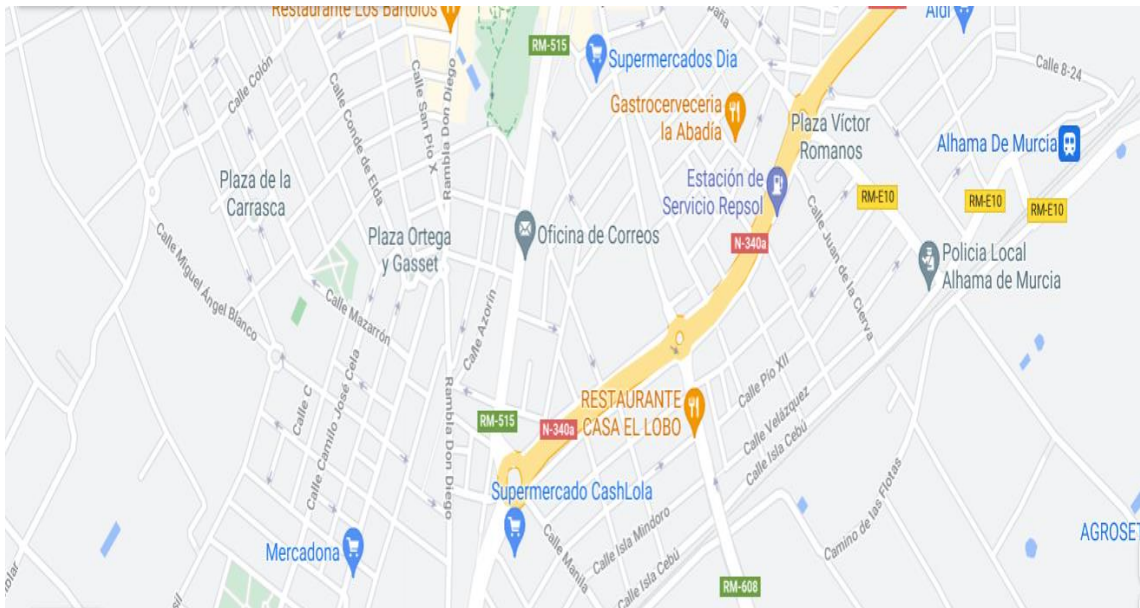 Restaurante Los Bartolos
Aldi
RM-515
Supermercados Dia
Calle 8-24
Calle Colón
Calle San Pío X
Rambla Don Diego
Gastrocerveceria
la Abadía
Plaza Víctor
Romanos
Alhama De Murcia
Calle Conde de Elda
Plaza de la
Carrasca
Estación de
Servicio Repsol
RM-E10
RM-E10
RM-E10
Plaza Ortega
y Gasset
Oficina de Correos
N-340a
Calle Juan de la Cierva
Policia Local
Alhama de Murcia
Calle Miguel Ángel Blanco
Calle Mazarrón
Calle Azorín
Calle Pío XII
Calle C
Calle Camilo José Cela
Rambla Don Diego
RM-515
N-340a
RESTAURANTE
CASA EL LOBO
Calle Velázquez
Calle Isla Cebú
Supermercado CashLola
Camino de las Flotas
AGROSET
Mercadona
Calle Manila
Calle Isla Mindoro
Calle Isla Cebú
RM-608